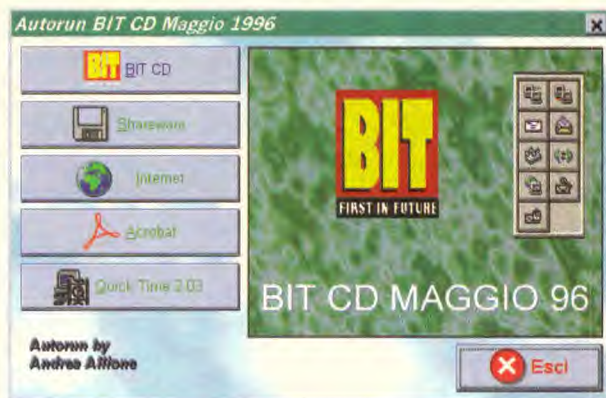 Autorun BIT CD Maggio 1996
BIT BIT CD
Shareware
Internet
Acrobat
Quick Time 2.03
BIT
FIRST IN FUTURE
BIT CD MAGGIO 96
Autorun by
Andrea Affione
Esci